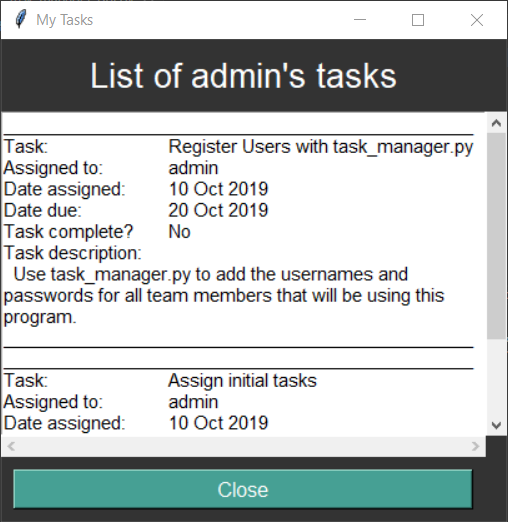 My Tasks
List of admin's tasks
Task: Register Users with task_manager.py
Assigned to: admin
Date assigned: 10 Oct 2019
Date due: 20 Oct 2019
Task complete? No
Task description:
Use task_manager.py to add the usernames and
passwords for all team members that will be using this
program.
Task: Assign initial tasks
Assigned to: admin
Date assigned: 10 Oct 2019
Close